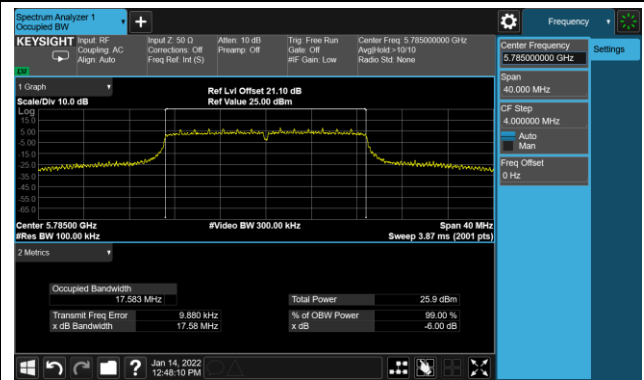 Spectrum Analyzer 1
Occupied BW
Frequency
KEYSIGHT
Input: RF
Coupling: AC
Align: Auto
Input Z: 50 Ω
Corrections: Off
Freq Ref: Int (S)
Atten: 10 dB
Preamp: Off
Trig: Free Run
Gate: Off
#IF Gain: Low
Center Freq: 5.785000000 GHz
Avg|Hold:>10/10
Radio Std: None
Center Frequency
5.785000000 GHz
Settings
Span
40.000 MHz
CF Step
4.000000 MHz
Auto
Man
Freq Offset
0 Hz
1 Graph
Ref Lvl Offset 21.10 dB
Scale/Div 10.0 dB
Ref Value 25.00 dBm
Log
15.0
5.00
-5.00
-15.0
-25.0
-35.0
-45.0
-55.0
-65.0
Center 5.78500 GHz
#Video BW 300.00 kHz
Span 40 MHz
#Res BW 100.00 kHz
Sweep 3.87 ms (2001 pts)
2 Metrics
Occupied Bandwidth
17.583 MHz
Total Power
25.9 dBm
Transmit Freq Error
9.880 kHz
% of OBW Power
99.00 %
x dB Bandwidth
17.58 MHz
x dB
-6.00 dB
?
Jan 14, 2022
12:48:10 PM